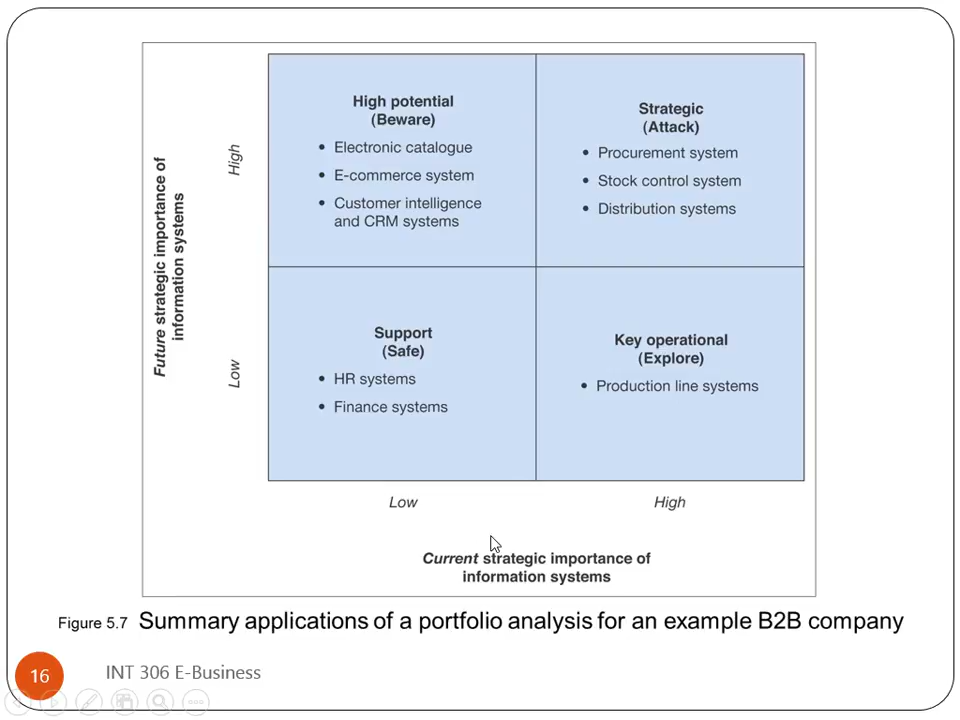 High potential
(Beware)
• Electronic catalogue
• E-commerce system
• Customer intelligence
and CRM systems
Strategic
(Attack)
• Procurement system
• Stock control system
• Distribution systems
Future strategic importance of
information systems
High
Low
Support
(Safe)
• HR systems
• Finance systems
Key operational
(Explore)
• Production line systems
Low
High
Current strategic importance of
information systems
Figure 5.7 Summary applications of a portfolio analysis for an example B2B company
16
INT 306 E-Business